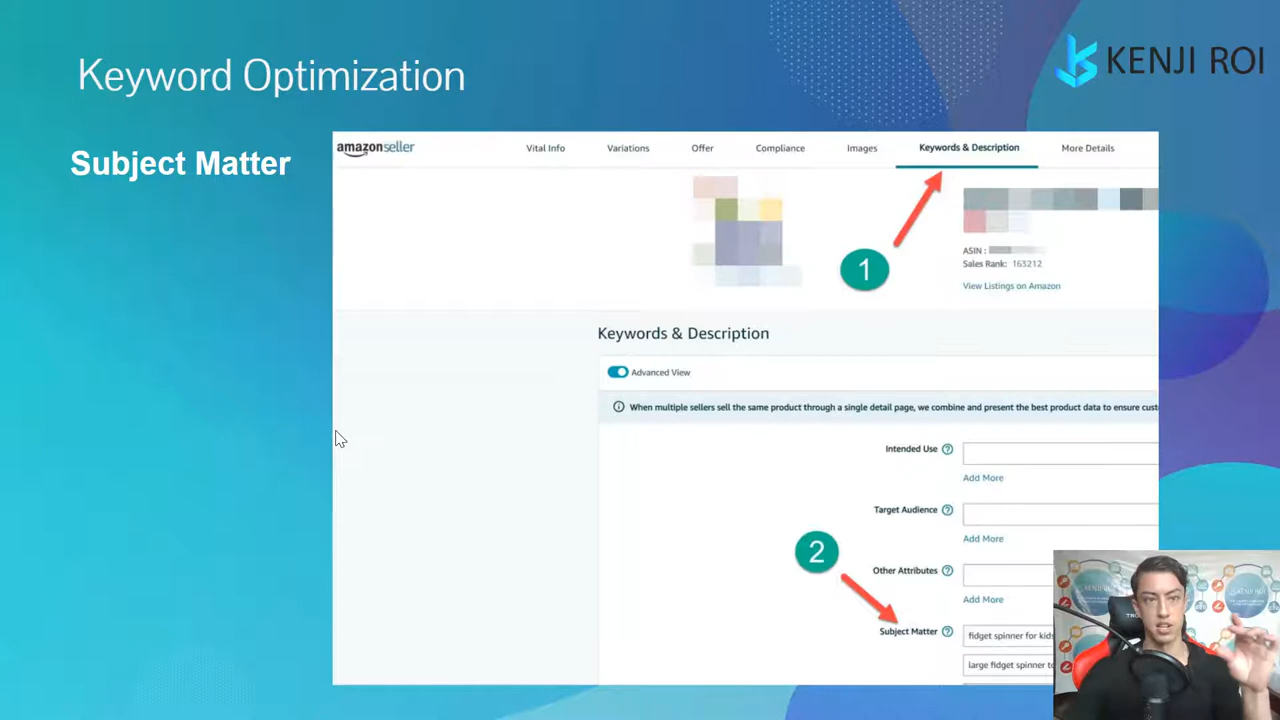 Keyword Optimization
KENJI ROI
Subject Matter
amazonseller
Vital Info
Variations
Offer
Compliance
Images
Keywords & Description
More Details
1
ASIN :
Sales Rank: 163212
View Listings on Amazon
Keywords & Description
Advanced View
When multiple sellers sell the same product through a single detail page, we combine and present the best product data to ensure
Intended Use
Add More
Target Audience
Add More
2
Other Attributes
Add More
Subject Matter
fidget spinner for kids
large fidget spinner
KENJI ROI